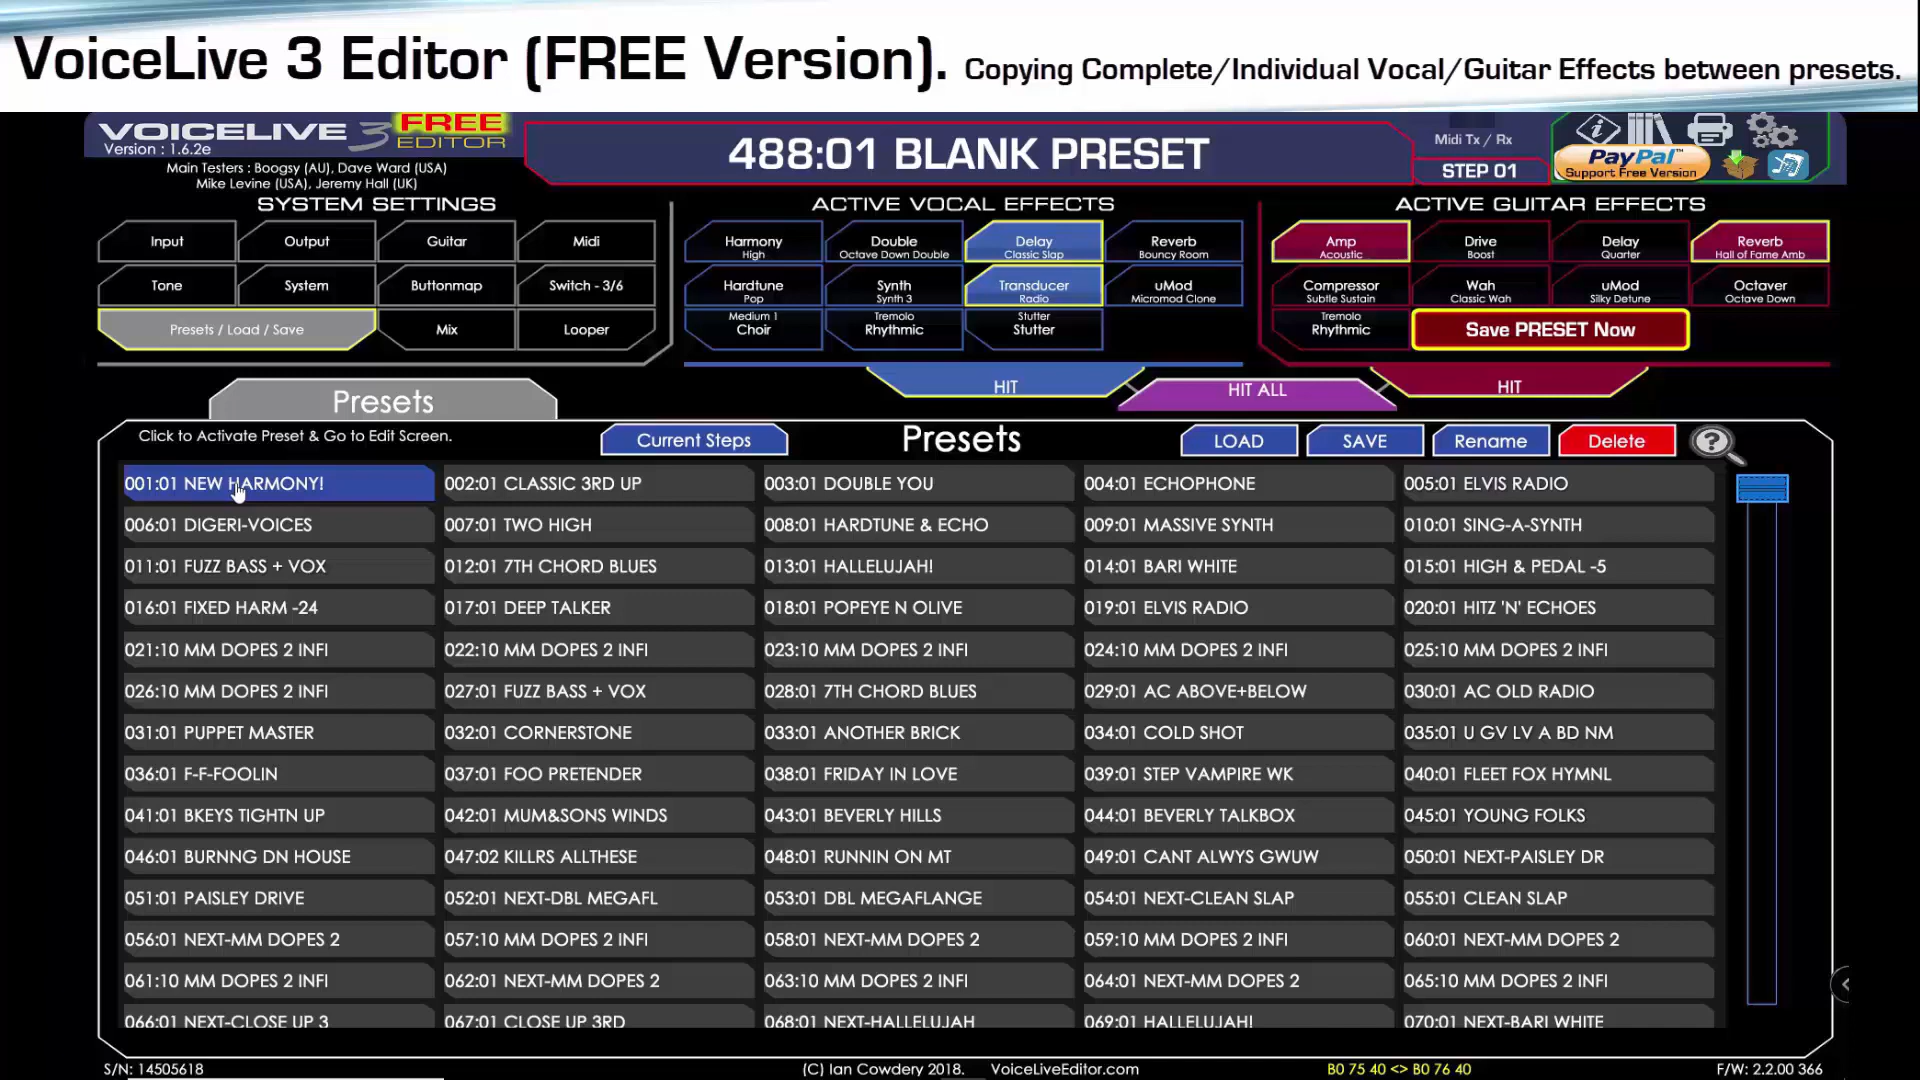 VoiceLive 3 Editor (FREE Version). Copying Complete/Individual Vocal/Guitar Effects between presets.
VOICELIVE 3 FREE EDITOR
Version : 1.6.2e
Main Testers : Boogsy (AU), Dave Ward (USA)
Mike Levine (USA), Jeremy Hall (UK)
488:01 BLANK PRESET
Midi Tx / Rx
STEP 01
PayPal™
Support Free Version
SYSTEM SETTINGS
Input Output Guitar Midi
Tone System Buttonmap Switch - 3/6
Presets / Load / Save Mix Looper
ACTIVE VOCAL EFFECTS
Harmony Double Delay Reverb
High Octave Down Double Classic Slap Bouncy Room
Hardtune Synth Transducer uMod
Pop Synth 3 Radio Micromod Clone
Medium 1 Tremolo Stutter
Choir Rhythmic Stutter
HIT
HIT ALL
ACTIVE GUITAR EFFECTS
Amp Drive Delay Reverb
Acoustic Boost Quarter Hall of Fame Amb
Compressor Wah uMod Octaver
Subtle Sustain Classic Wah Silky Detune Octave Down
Tremolo
Rhythmic Save PRESET Now
HIT
Presets
Click to Activate Preset & Go to Edit Screen.
Current Steps Presets LOAD SAVE Rename Delete ?
001:01 NEW HARMONY! 002:01 CLASSIC 3RD UP 003:01 DOUBLE YOU 004:01 ECHOPHONE 005:01 ELVIS RADIO
006:01 DIGERI-VOICES 007:01 TWO HIGH 008:01 HARDTUNE & ECHO 009:01 MASSIVE SYNTH 010:01 SING-A-SYNTH
011:01 FUZZ BASS + VOX 012:01 7TH CHORD BLUES 013:01 HALLELUJAH! 014:01 BARI WHITE 015:01 HIGH & PEDAL -5
016:01 FIXED HARM -24 017:01 DEEP TALKER 018:01 POPEYE N OLIVE 019:01 ELVIS RADIO 020:01 HITZ 'N' ECHOES
021:10 MM DOPES 2 INFI 022:10 MM DOPES 2 INFI 023:10 MM DOPES 2 INFI 024:10 MM DOPES 2 INFI 025:10 MM DOPES 2 INFI
026:10 MM DOPES 2 INFI 027:01 FUZZ BASS + VOX 028:01 7TH CHORD BLUES 029:01 AC ABOVE+BELOW 030:01 AC OLD RADIO
031:01 PUPPET MASTER 032:01 CORNERSTONE 033:01 ANOTHER BRICK 034:01 COLD SHOT 035:01 U GV LV A BD NM
036:01 F-F-FOOLIN 037:01 FOO PRETENDER 038:01 FRIDAY IN LOVE 039:01 STEP VAMPIRE WK 040:01 FLEET FOX HYMNL
041:01 BKEYS TIGHTN UP 042:01 MUM&SONS WINDS 043:01 BEVERLY HILLS 044:01 BEVERLY TALKBOX 045:01 YOUNG FOLKS
046:01 BURNNG DN HOUSE 047:02 KILLRS ALLTHESE 048:01 RUNNIN ON MT 049:01 CANT ALWYS GWUW 050:01 NEXT-PAISLEY DR
051:01 PAISLEY DRIVE 052:01 NEXT-DBL MEGAFL 053:01 DBL MEGAFLANGE 054:01 NEXT-CLEAN SLAP 055:01 CLEAN SLAP
056:01 NEXT-MM DOPES 2 057:10 MM DOPES 2 INFI 058:01 NEXT-MM DOPES 2 059:10 MM DOPES 2 INFI 060:01 NEXT-MM DOPES 2
061:10 MM DOPES 2 INFI 062:01 NEXT-MM DOPES 2 063:10 MM DOPES 2 INFI 064:01 NEXT-MM DOPES 2 065:10 MM DOPES 2 INFI
066:01 NEXT-CLOSE UP 3 067:01 CLOSE UP 3RD 068:01 NEXT-HALLELUJAH 069:01 HALLELUJAH! 070:01 NEXT-BARI WHITE
S/N: 14505618 (C) Ian Cowdery 2018. VoiceLiveEditor.com B0 75 40 <> B0 76 40 F/W: 2.2.00 366